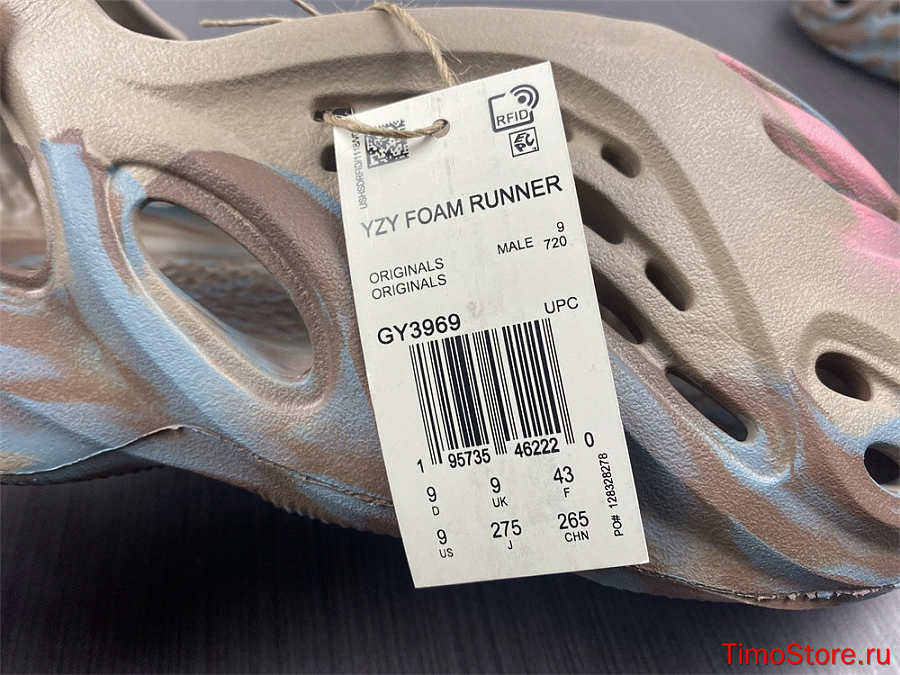 RFID
EPC
YZY FOAM RUNNER
MALE 9
720
ORIGINALS
ORIGINALS
GY3969
UPC
1 95735 46222 0
9 9 43
D UK F
9 275 265
US J CHN
PO# 128328278
TimoStore.ru